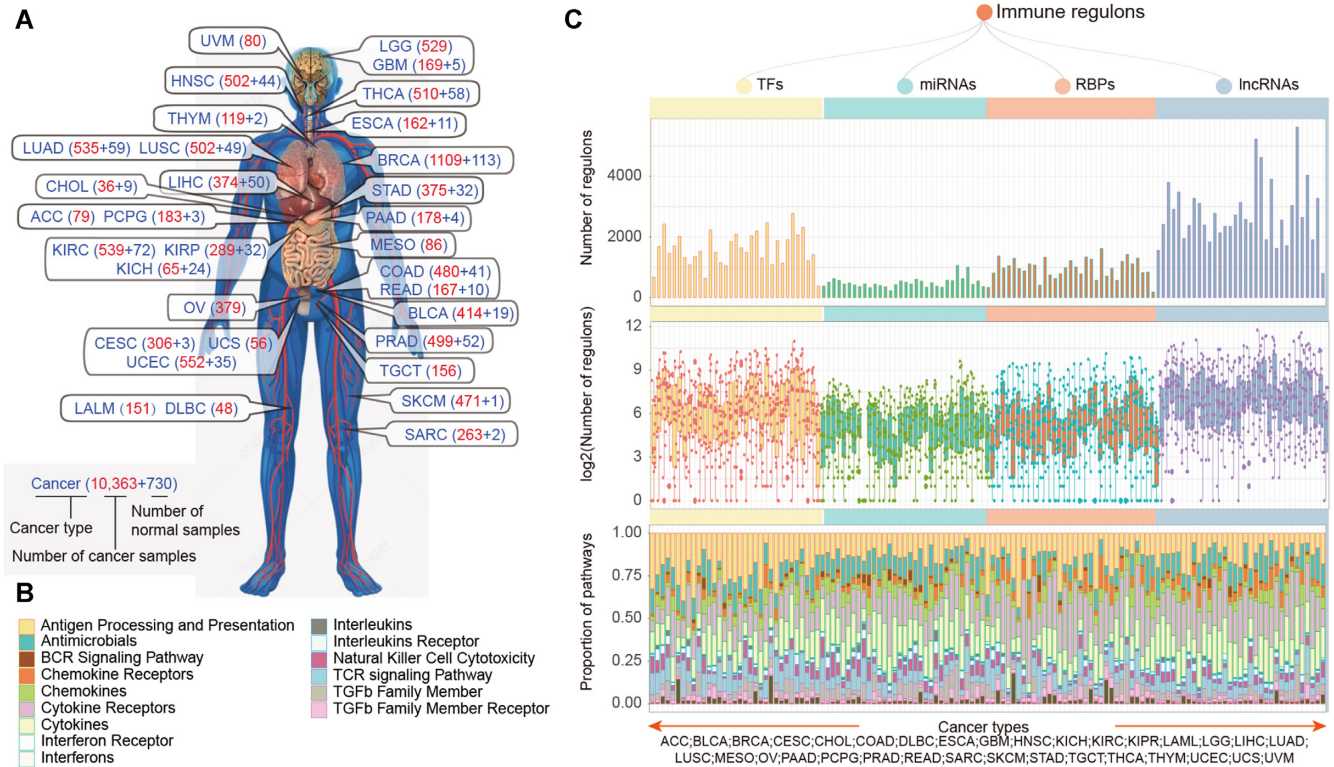 A
UVM (80)
LGG (529)
GBM (169+5)
HNSC (502+44)
THCA (510+58)
THYM (119+2)
ESCA (162+11)
LUAD (535+59) LUSC (502+49)
BRCA (1109+113)
CHOL (36+9)
LIHC (374+50)
STAD (375+32)
ACC (79) PCPG (183+3)
PAAD (178+4)
KIRC (539+72) KIRP (289+32)
KICH (65+24)
MESO (86)
COAD (480+41)
READ (167+10)
OV (379)
BLCA (414+19)
CESC (306+3) UCS (56)
UCEC (552+35)
PRAD (499+52)
TGCT (156)
LALM (151) DLBC (48)
SKCM (471+1)
SARC (263+2)
Cancer (10,363+730)
Cancer type
Number of
normal samples
Number of cancer samples
B
Antigen Processing and Presentation
Antimicrobials
BCR Signaling Pathway
Chemokine Receptors
Chemokines
Cytokine Receptors
Cytokines
Interferon Receptor
Interferons
Interleukins
Interleukins Receptor
Natural Killer Cell Cytotoxicity
TCR signaling Pathway
TGFb Family Member
TGFb Family Member Receptor
C
Immune regulons
TFs
miRNAs
RBPs
lncRNAs
Number of regulons
4000
2000
0
log2(Number of regulons)
12
9
6
3
0
Proportion of pathways
1.00
0.75
0.50
0.25
0.00
Cancer types
ACC;BLCA;BRCA;CESC;CHOL;COAD;DLBC;ESCA;GBM;HNSC;KICH;KIRC;KIPR;LAML;LGG;LIHC;LUAD;
LUSC;MESO;OV;PAAD;PCPG;PRAD;READ;SARC;SKCM;STAD;TGCT;THCA;THYM;UCEC;UCS;UVM